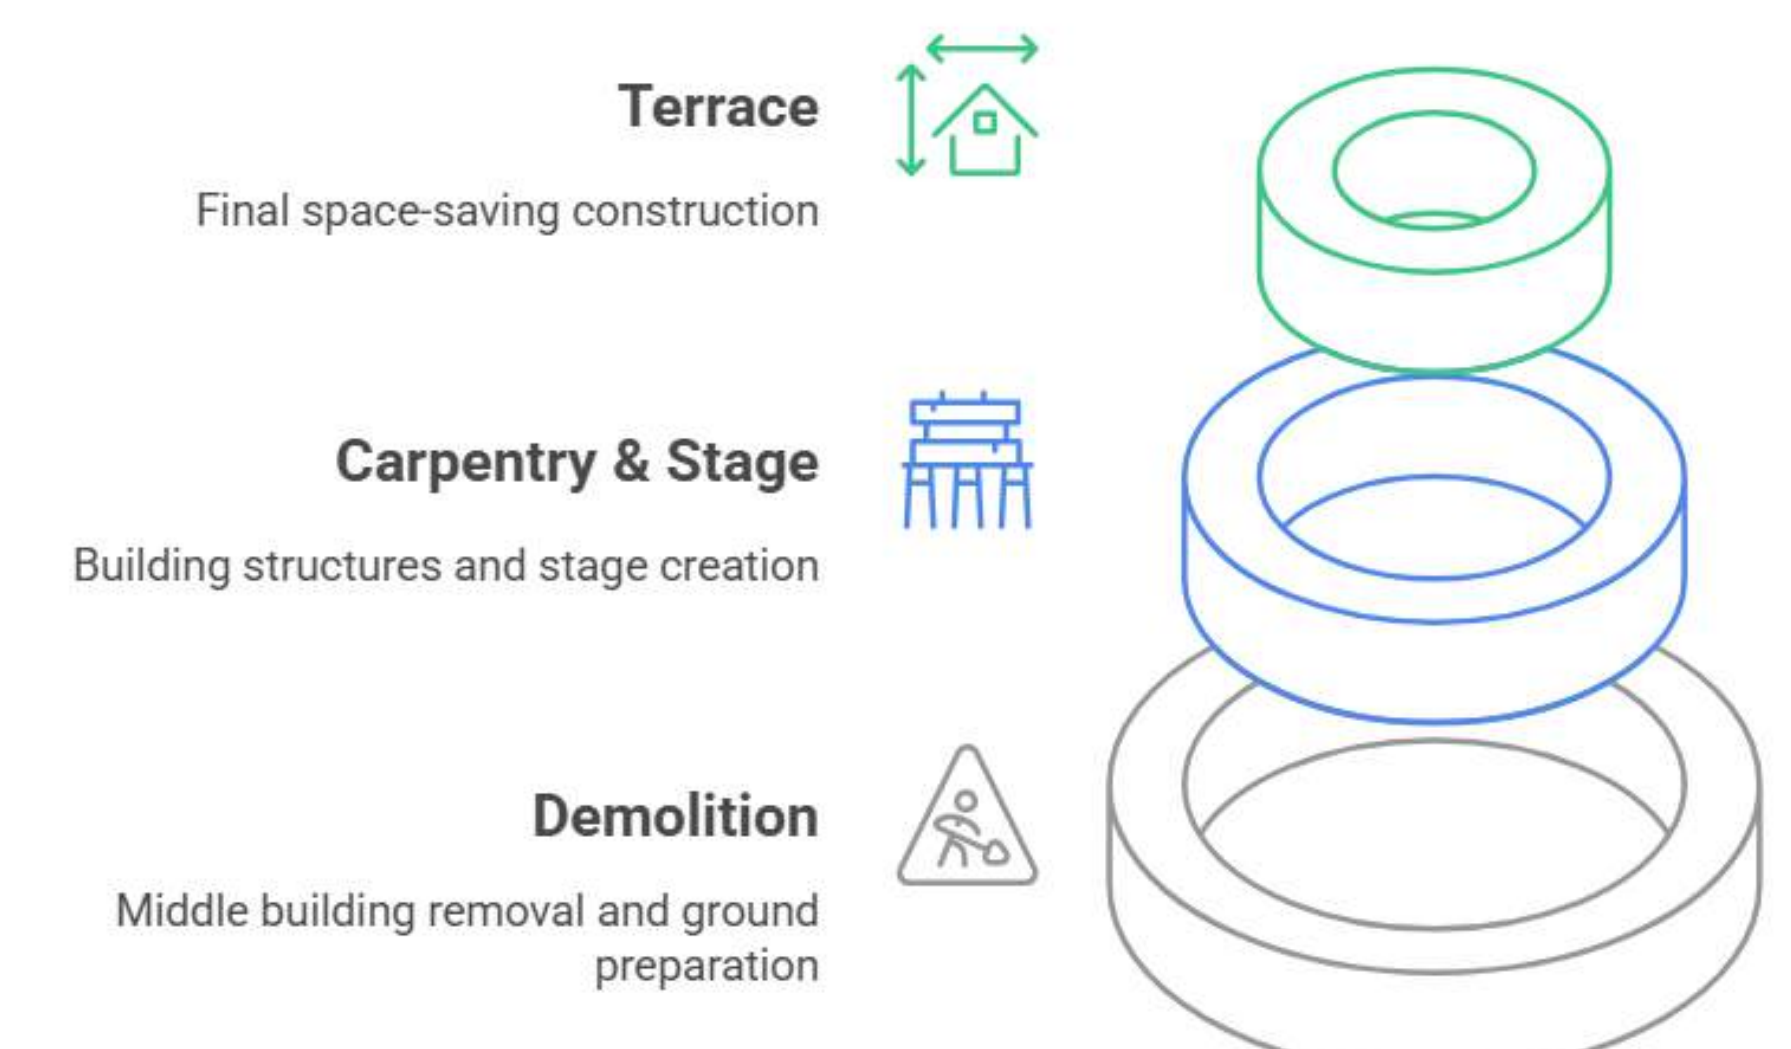 Terrace
Final space-saving construction
Carpentry & Stage
Building structures and stage creation
Demolition
Middle building removal and ground
preparation